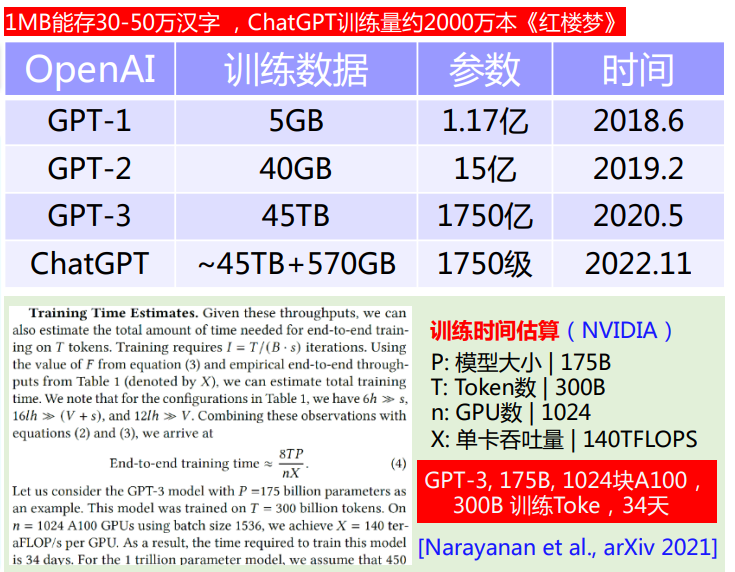 1MB能存30-50万汉字 ，ChatGPT训练量约2000万本《红楼梦》
OpenAI 训练数据 参数 时间
GPT-1 5GB 1.17亿 2018.6
GPT-2 40GB 15亿 2019.2
GPT-3 45TB 1750亿 2020.5
ChatGPT ~45TB+570GB 1750级 2022.11
Training Time Estimates. Given these throughputs, we can
also estimate the total amount of time needed for end-to-end train-
ing on T tokens. Training requires I = T/(B · s) iterations. Using
the value of F from equation (3) and empirical end-to-end through-
puts from Table 1 (denoted by X), we can estimate total training
time. We note that for the configurations in Table 1, we have 6h ≫ s,
16lh ≫ (V + s), and 12lh ≫ V. Combining these observations with
equations (2) and (3), we arrive at
End-to-end training time ≈ 8TP/nX. (4)
Let us consider the GPT-3 model with P =175 billion parameters as
an example. This model was trained on T = 300 billion tokens. On
n = 1024 A100 GPUs using batch size 1536, we achieve X = 140 ter-
aFLOP/s per GPU. As a result, the time required to train this model
is 34 days. For the 1 trillion parameter model, we assume that 450
训练时间估算（NVIDIA）
P: 模型大小 | 175B
T: Token数 | 300B
n: GPU数 | 1024
X: 单卡吞吐量 | 140TFLOPS
GPT-3, 175B, 1024块A100，
300B 训练Toke，34天
[Narayanan et al., arXiv 2021]